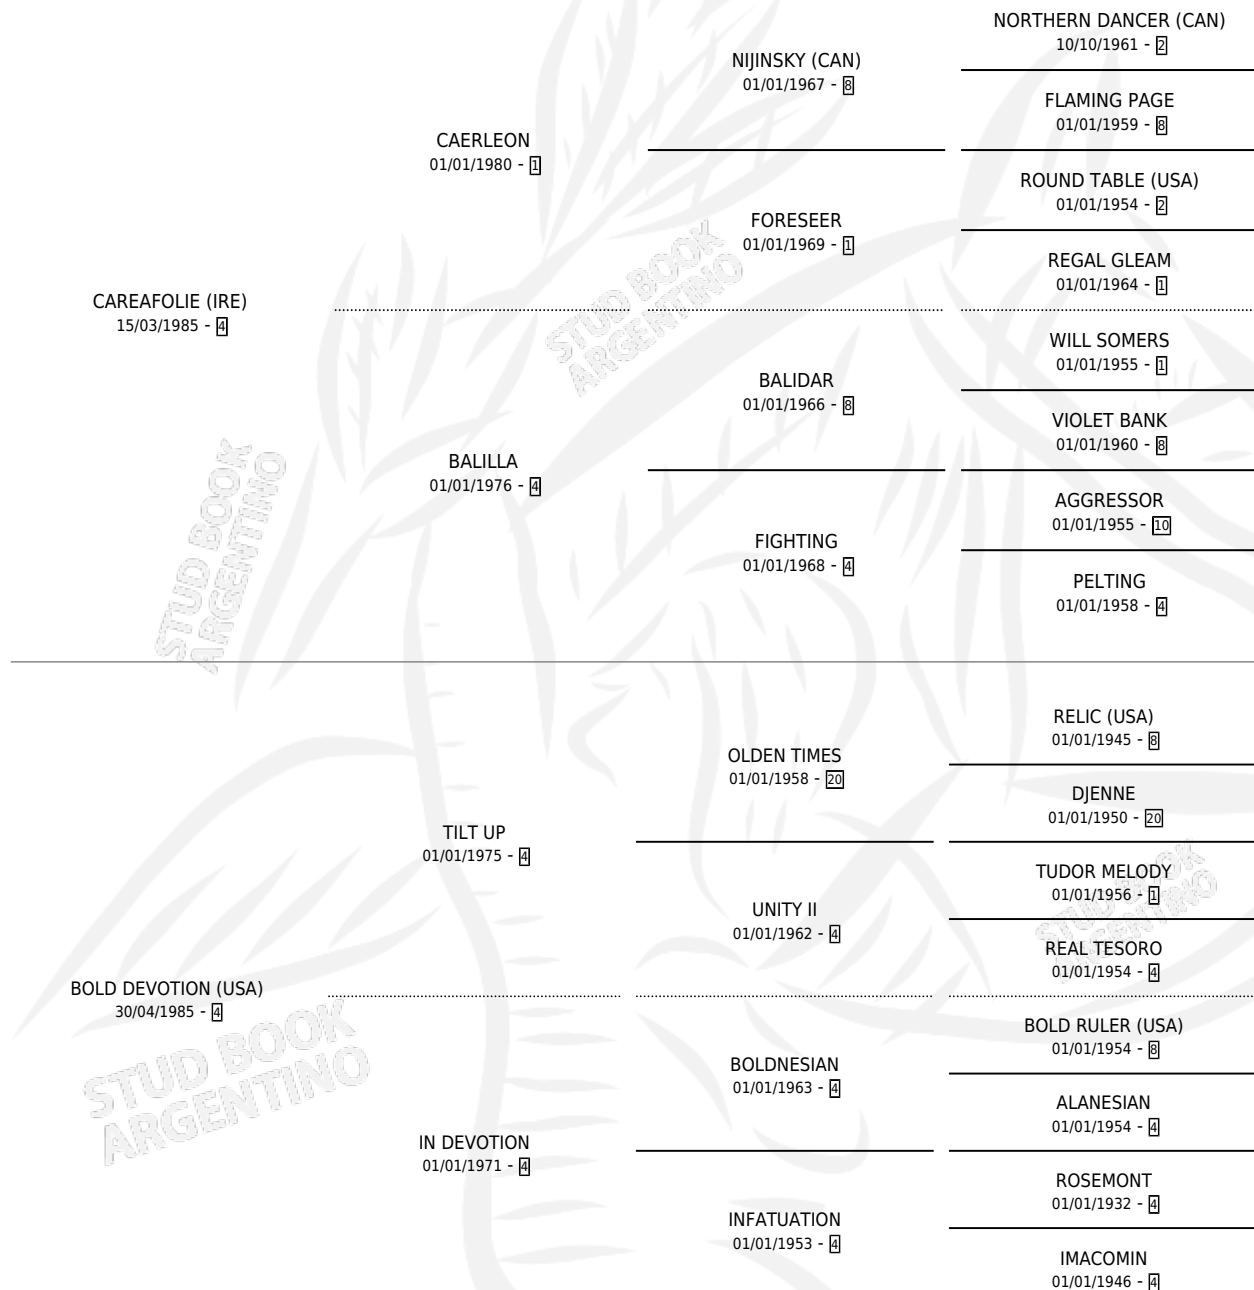 NORTHERN DANCER (CAN)
10/10/1961 - 2
NIJINSKY (CAN)
01/01/1967 - 8
FLAMING PAGE
01/01/1959 - 8
CAERLEON
01/01/1980 - 1
ROUND TABLE (USA)
01/01/1954 - 2
FORESEER
01/01/1969 - 1
REGAL GLEAM
01/01/1964 - 1
CAREAFOLIE (IRE)
15/03/1985 - 4
WILL SOMERS
01/01/1955 - 1
BALIDAR
01/01/1966 - 8
VIOLET BANK
01/01/1960 - 8
BALILLA
01/01/1976 - 4
AGGRESSOR
01/01/1955 - 10
FIGHTING
01/01/1968 - 4
PELTING
01/01/1958 - 4
STUD BOOK
ARGENTINO
STUD BOOK
ARGENTINO
RELIC (USA)
01/01/1945 - 8
OLDEN TIMES
01/01/1958 - 20
DJENNE
01/01/1950 - 20
TILT UP
01/01/1975 - 4
TUDOR MELODY
01/01/1956 - 1
UNITY II
01/01/1962 - 4
REAL TESORO
01/01/1954 - 4
STUD BOOK
ARGENTINO
BOLD DEVOTION (USA)
30/04/1985 - 4
BOLD RULER (USA)
01/01/1954 - 8
BOLDNESIAN
01/01/1963 - 4
ALANESIAN
01/01/1954 - 4
STUD BOOK
ARGENTINO
IN DEVOTION
01/01/1971 - 4
ROSEMONT
01/01/1932 - 4
INFATUATION
01/01/1953 - 4
IMACOMIN
01/01/1946 - 4